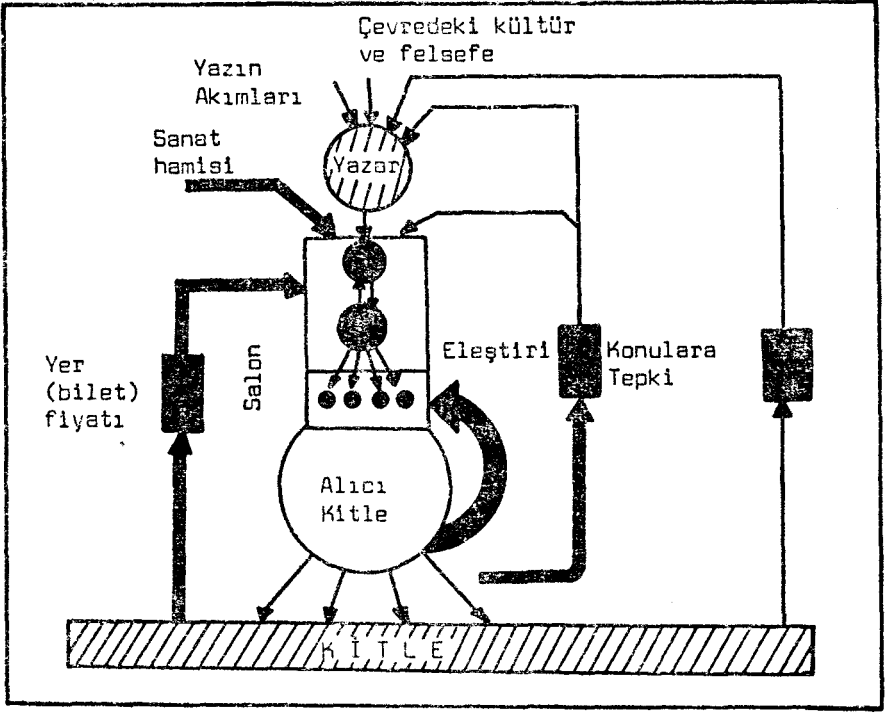 Çevredeki kültür
ve felsefe
Yazın
Akımları
Sanat
hamisi
Yazar
Yer
(bilet)
fiyatı
Salon
Eleştiri
Konulara
Tepki
Alıcı
Kitle
KİTLE